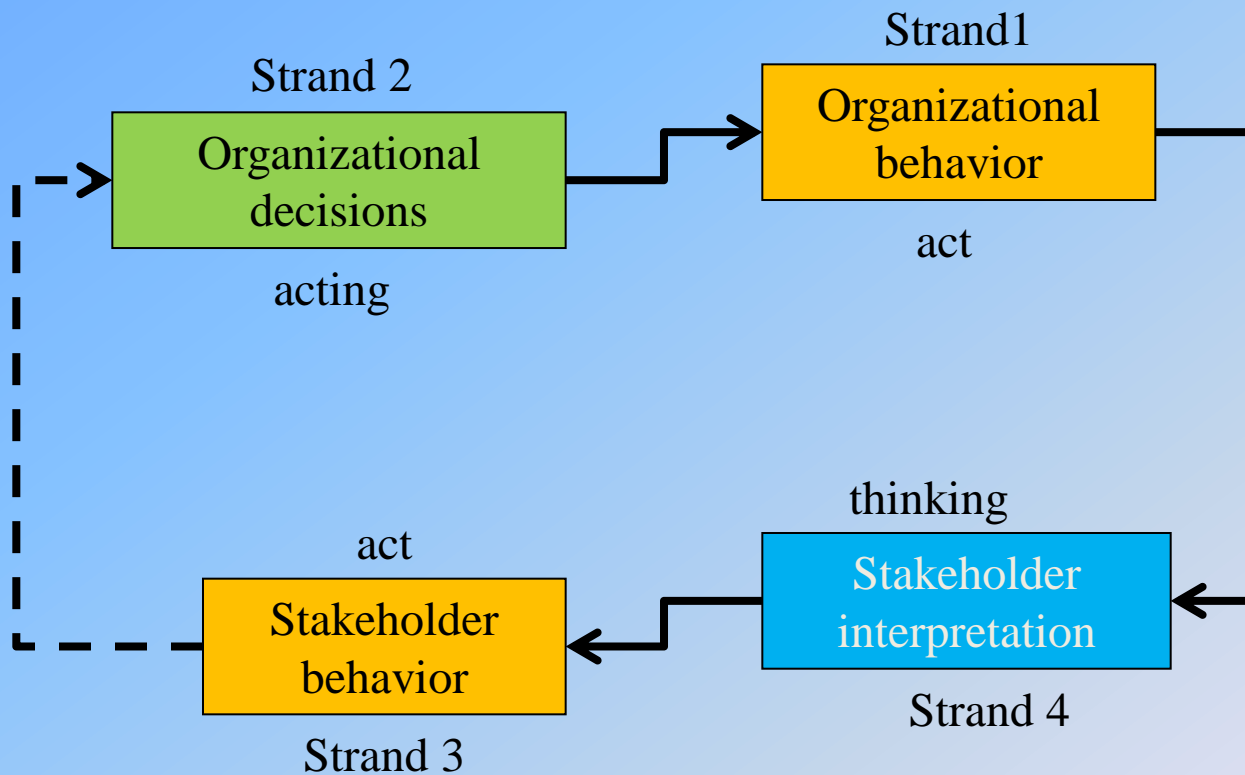 Strand 2
Organizational
decisions
acting
Strand1
Organizational
behavior
act
thinking
Stakeholder
interpretation
Strand 4
act
Stakeholder
behavior
Strand 3